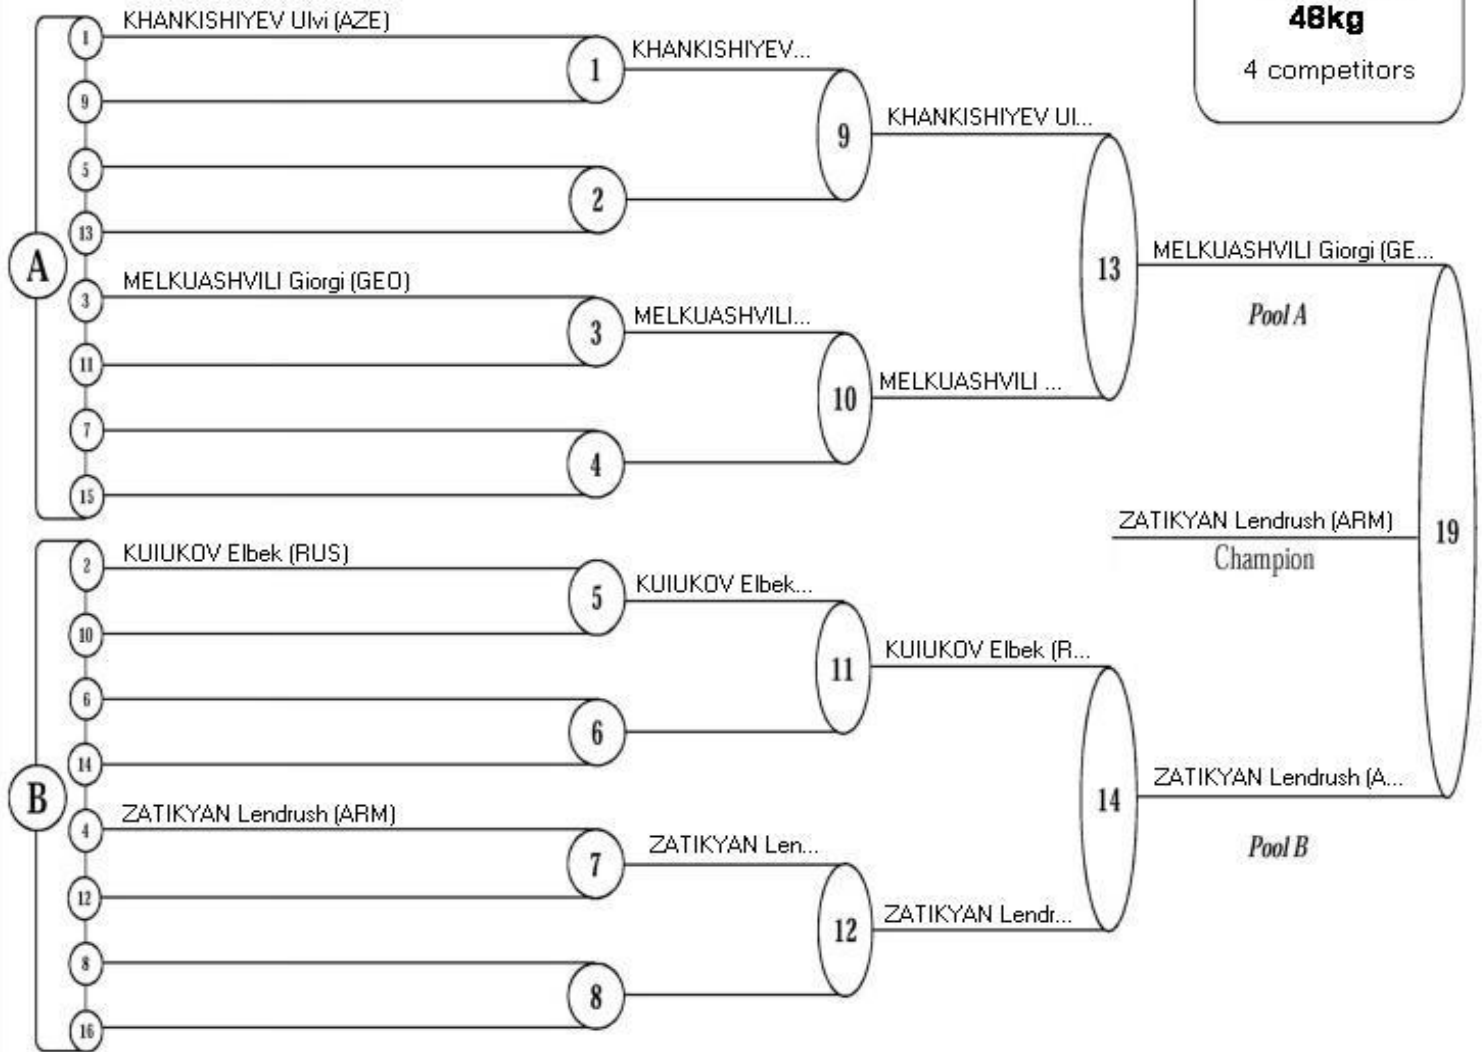 48kg
4 competitors
KHANKISHIYEV Ulvi (AZE)
1
1
KHANKISHIYEV...
9
9
KHANKISHIYEV Ul...
5
2
13
A
13
MELKUASHVILI Giorgi (GE...
Pool A
MELKUASHVILI Giorgi (GEO)
3
3
MELKUASHVILI...
11
10
MELKUASHVILI ...
7
4
15
ZATIKYAN Lendrush (ARM)
Champion
19
KUIUKOV Elbek (RUS)
2
5
KUIUKOV Elbek...
10
11
KUIUKOV Elbek (R...
6
6
14
B
14
ZATIKYAN Lendrush (A...
Pool B
ZATIKYAN Lendrush (ARM)
4
7
ZATIKYAN Len...
12
12
ZATIKYAN Lendr...
8
8
16